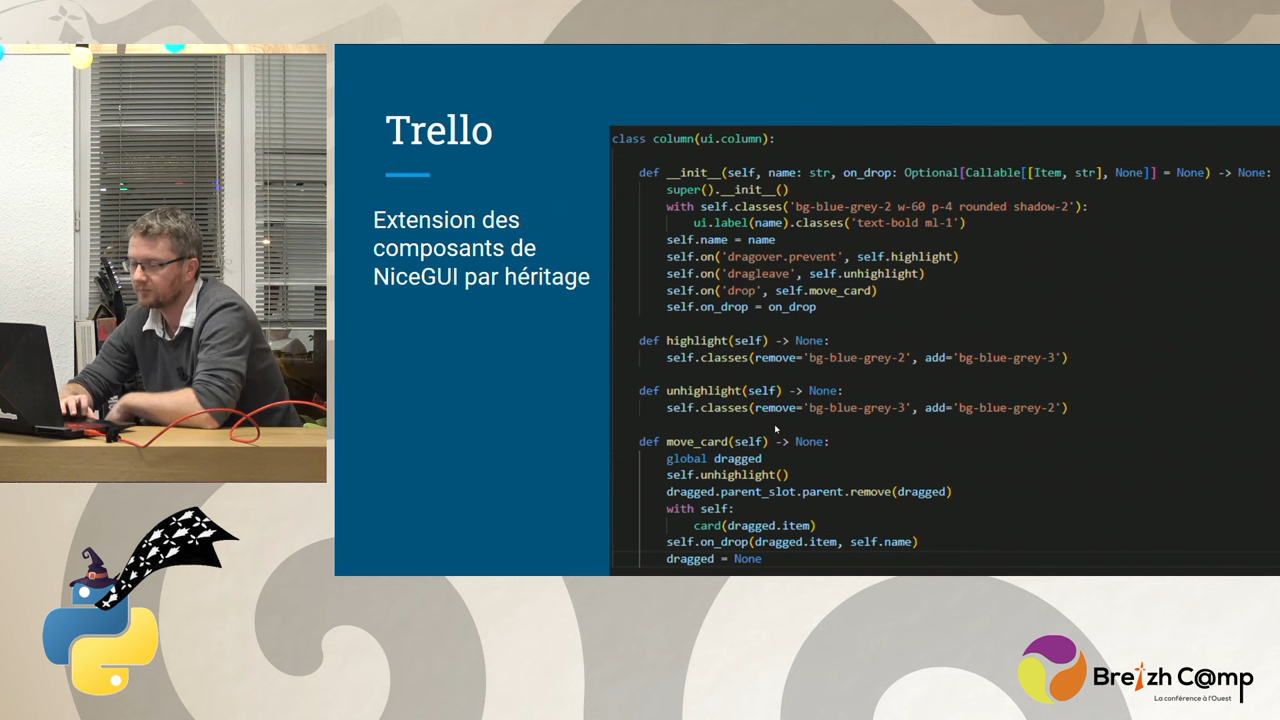 Trello
Extension des
composants de
NiceGUI par héritage
class column(ui.column):
def __init__(self, name: str, on_drop: Optional[Callable[[Item, str], None]] = None) -> None:
super().__init__()
with self.classes('bg-blue-grey-2 w-60 p-4 rounded shadow-2'):
ui.label(name).classes('text-bold ml-1')
self.name = name
self.on('dragover.prevent', self.highlight)
self.on('dragleave', self.unhighlight)
self.on('drop', self.move_card)
self.on_drop = on_drop
def highlight(self) -> None:
self.classes(remove='bg-blue-grey-2', add='bg-blue-grey-3')
def unhighlight(self) -> None:
self.classes(remove='bg-blue-grey-3', add='bg-blue-grey-2')
def move_card(self) -> None:
global dragged
self.unhighlight()
dragged.parent_slot.parent.remove(dragged)
with self:
card(dragged.item)
self.on_drop(dragged.item, self.name)
dragged = None
Breizh C@mp
La conférence à l'Ouest